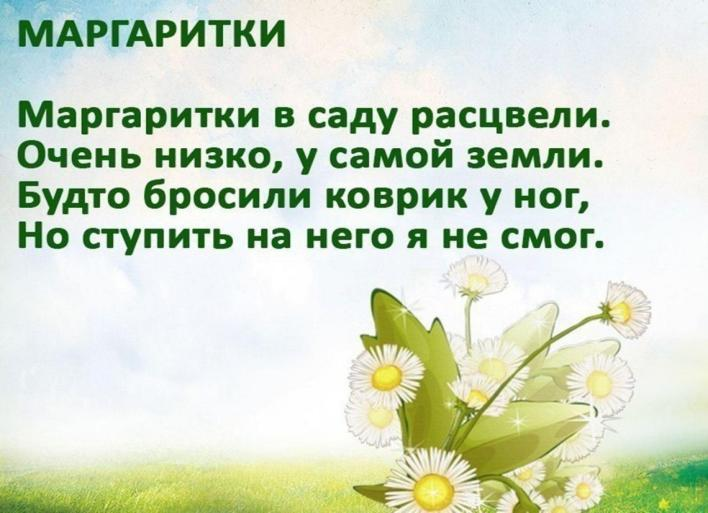 МАРГАРИТКИ
Маргаритки в саду расцвели.
Очень низко, у самой земли.
Будто бросили коврик у ног,
Но ступить на него я не смог.